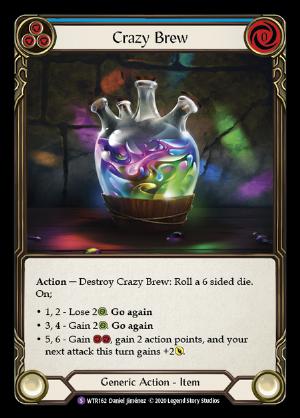 Crazy Brew
Action — Destroy Crazy Brew: Roll a 6 sided die.
On;
• 1, 2 - Lose 2. Go again
• 3, 4 - Gain 2. Go again
• 5, 6 - Gain, gain 2 action points, and your
next attack this turn gains +2.
Generic Action - Item
S WTR162 Daniel Jiménez © 2020 Legend Story Studios